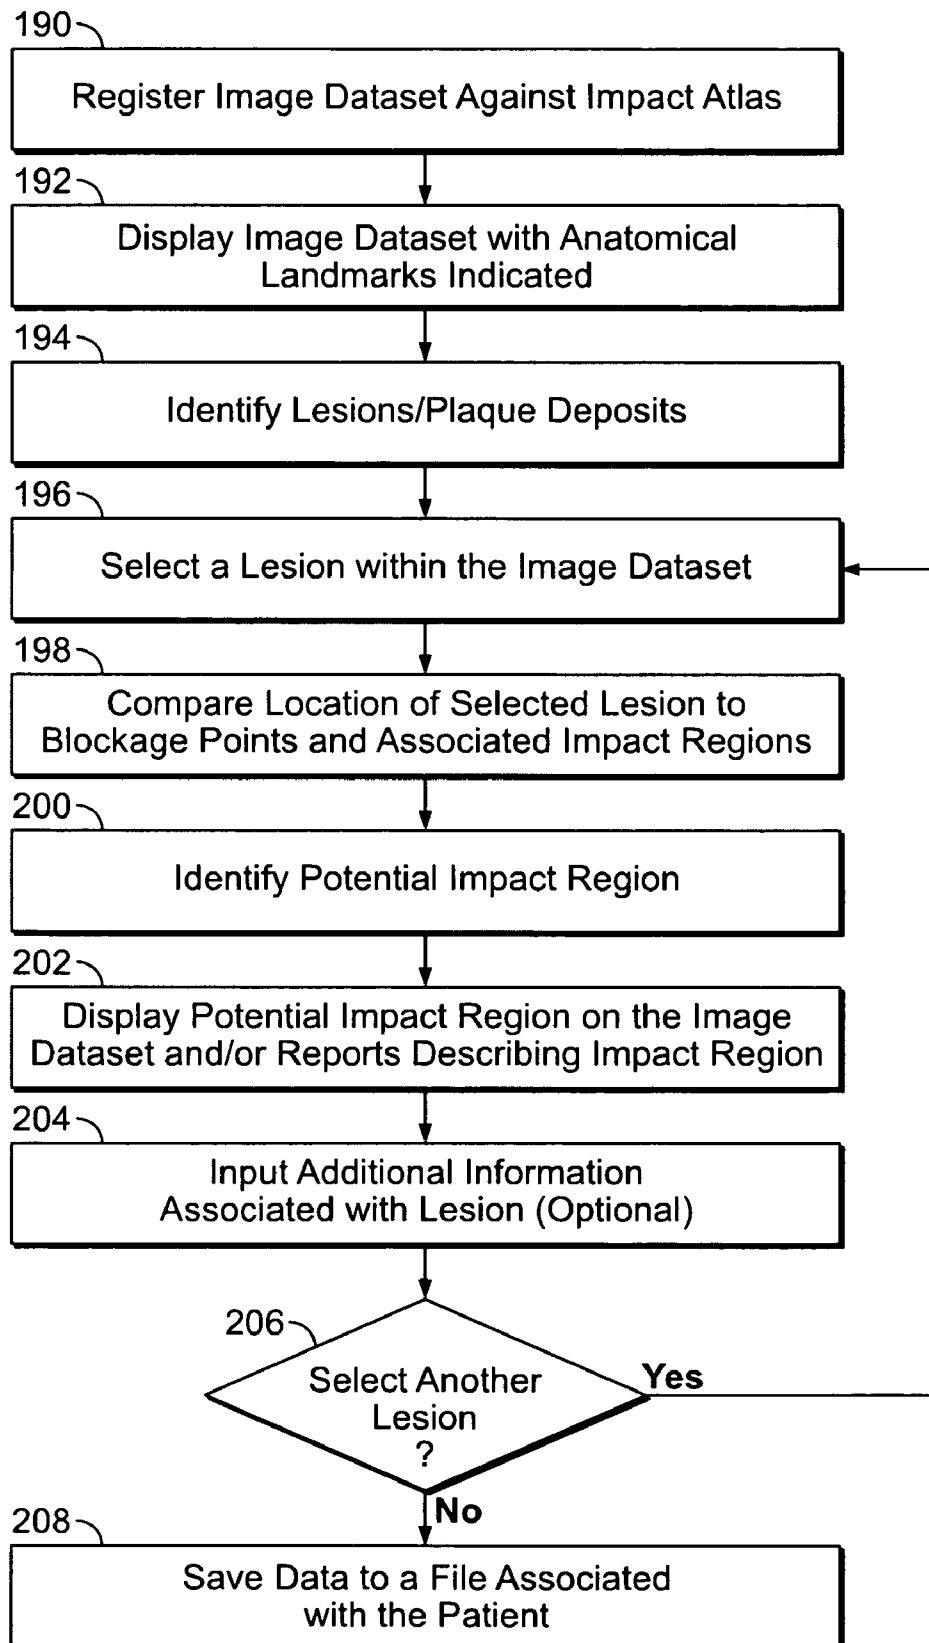 190
Register Image Dataset Against Impact Atlas
192
Display Image Dataset with Anatomical
Landmarks Indicated
194
Identify Lesions/Plaque Deposits
196
Select a Lesion within the Image Dataset
198
Compare Location of Selected Lesion to
Blockage Points and Associated Impact Regions
200
Identify Potential Impact Region
202
Display Potential Impact Region on the Image
Dataset and/or Reports Describing Impact Region
204
Input Additional Information
Associated with Lesion (Optional)
206
Select Another
Lesion
?
Yes
No
208
Save Data to a File Associated
with the Patient